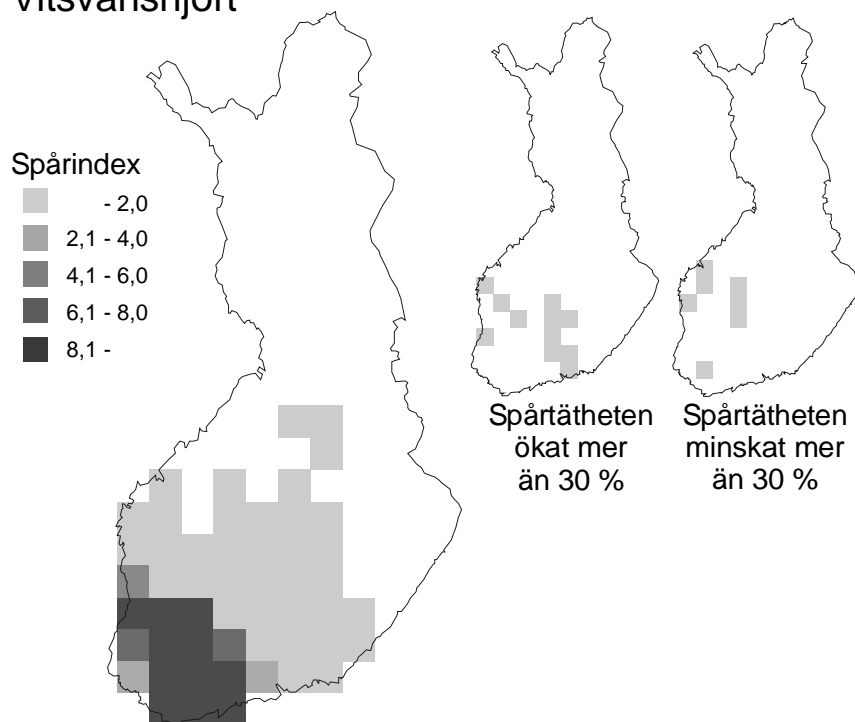 Vitsvanshjort
Spårindex
- 2,0
2,1 - 4,0
4,1 - 6,0
6,1 - 8,0
8,1 -
Spårtätheten
ökat mer
än 30 %
Spårtätheten
minskat mer
än 30 %